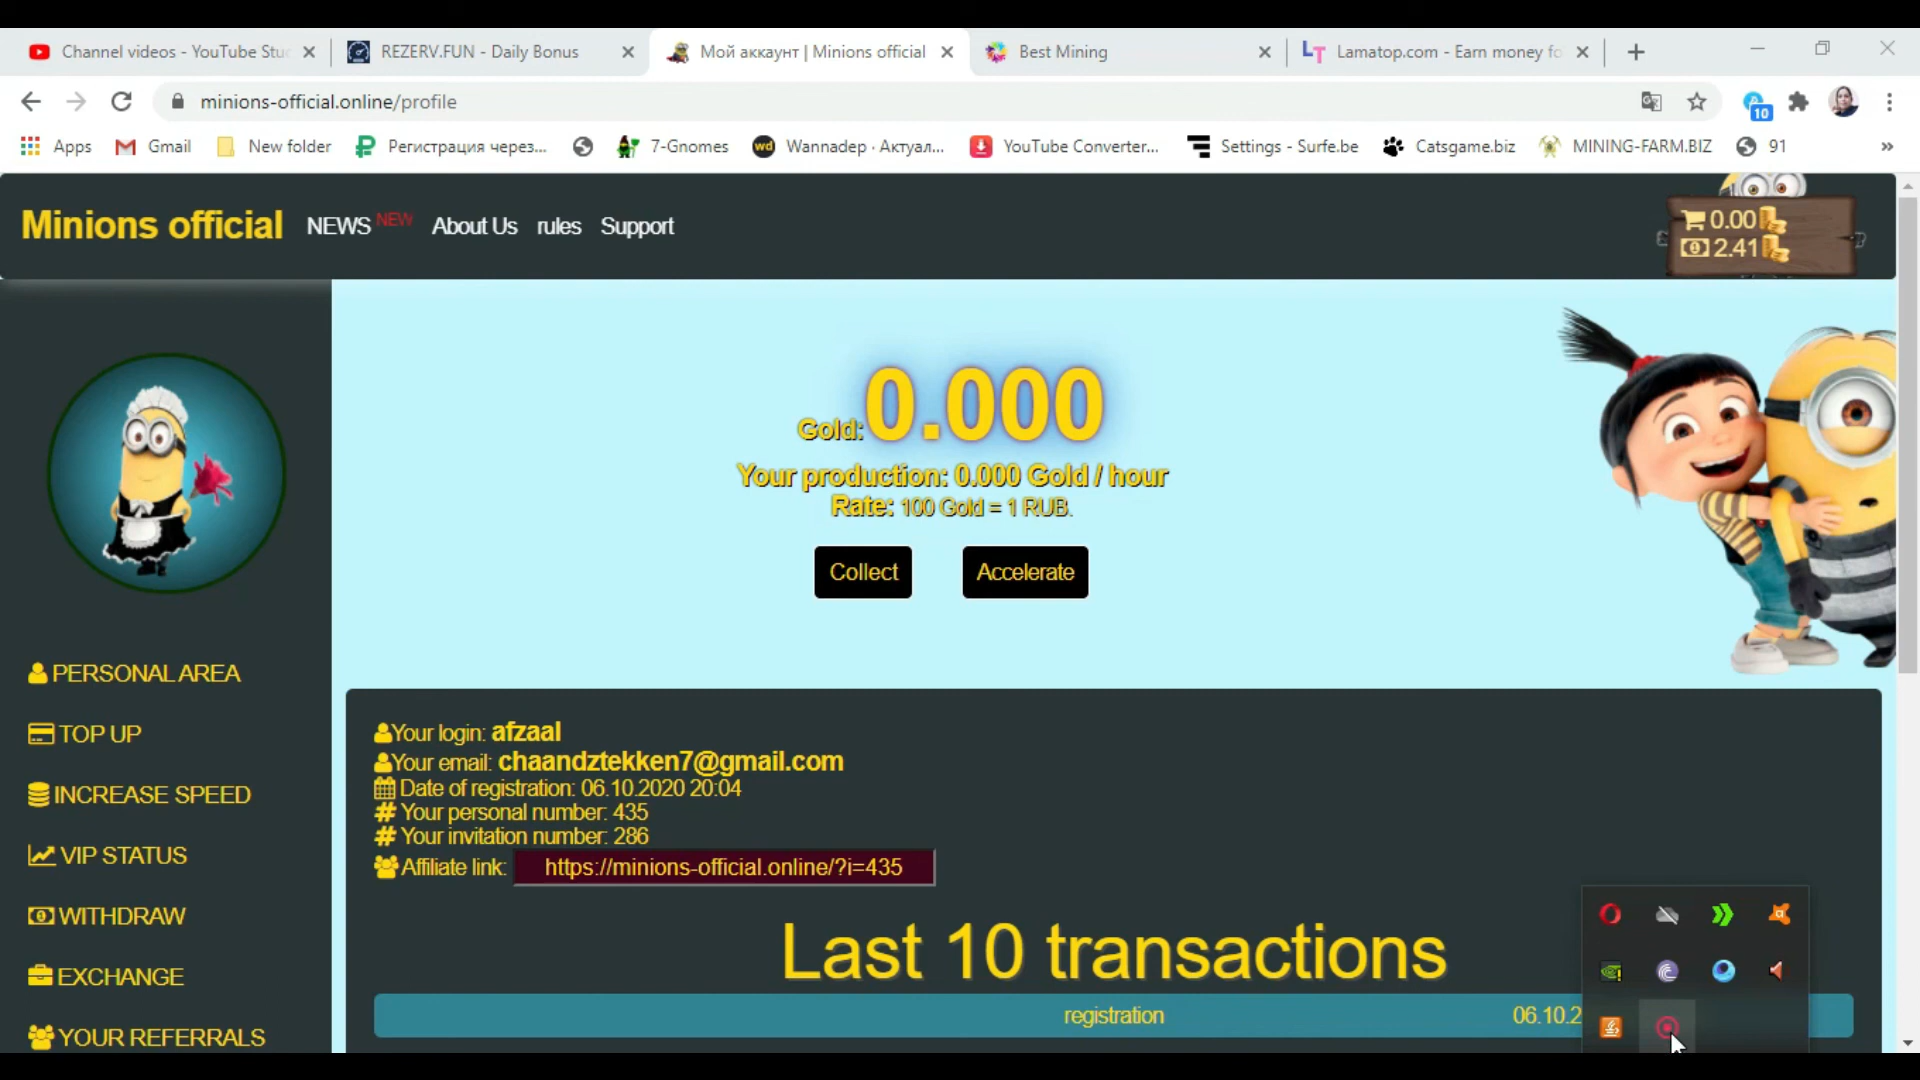 Channel videos - YouTube Stu
REZERV.FUN - Daily Bonus
Мой аккаунт | Minions official
Best Mining
LT Lamatop.com - Earn money fo
minions-official.online/profile
10
Apps
Gmail
New folder
Регистрация через...
7-Gnomes
wd Wannadep · Актуал...
YouTube Converter...
Settings - Surfe.be
Catsgame.biz
MINING-FARM.BIZ
91
»
Minions official
NEWS NEW
About Us
rules
Support
0.00
2.41
Gold: 0.000
Your production: 0.000 Gold / hour
Rate: 100 Gold = 1 RUB.
Collect
Accelerate
PERSONAL AREA
TOP UP
INCREASE SPEED
VIP STATUS
WITHDRAW
EXCHANGE
YOUR REFERRALS
Your login: afzaal
Your email: chaandztekken7@gmail.com
Date of registration: 06.10.2020 20:04
# Your personal number: 435
# Your invitation number: 286
Affiliate link: https://minions-official.online/?i=435
Last 10 transactions
registration
06.10.2